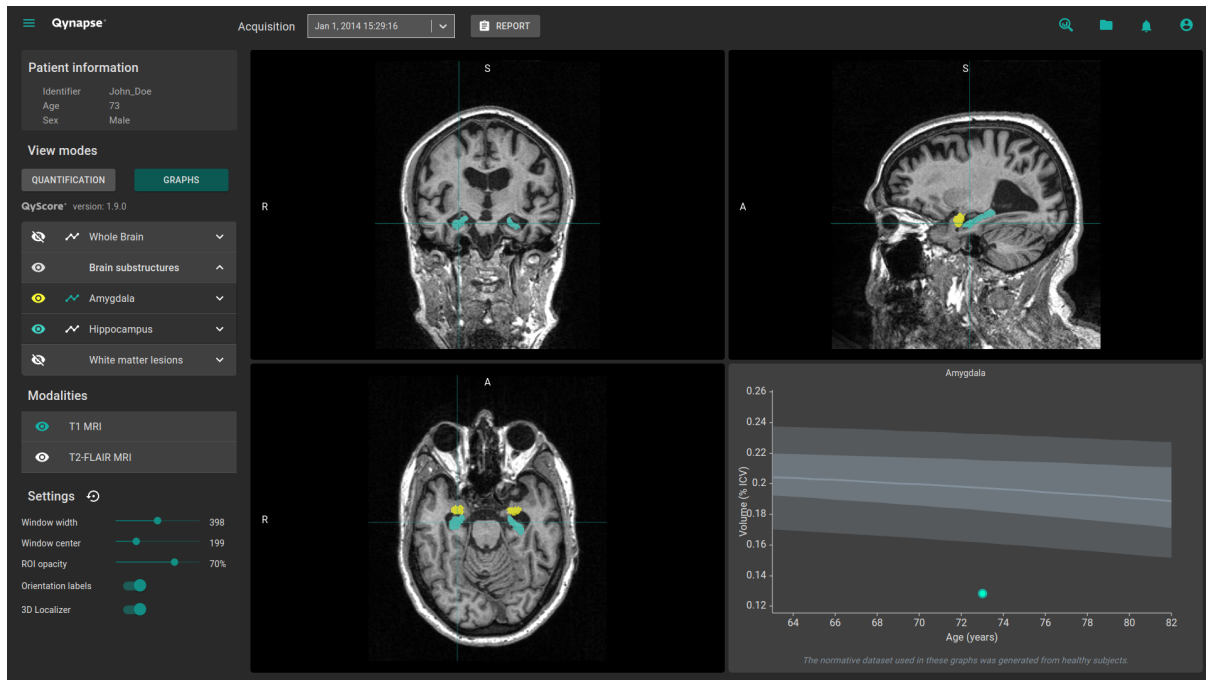 Qynapse
Acquisition
Jan 1, 2014 15:29:16
REPORT
Patient information
Identifier John_Doe
Age 73
Sex Male
View modes
QUANTIFICATION GRAPHS
QyScore version: 1.9.0
Whole Brain
Brain substructures
Amygdala
Hippocampus
White matter lesions
Modalities
T1 MRI
T2-FLAIR MRI
Settings
Window width 398
Window center 199
ROI opacity 70%
Orientation labels
3D Localizer
S
R
S
A
A
R
Amygdala
0.26
0.24
0.22
0.2
0.18
0.16
0.14
0.12
Volume (% ICV)
64 66 68 70 72 74 76 78 80 82
Age (years)
The normative dataset used in these graphs was generated from healthy subjects.